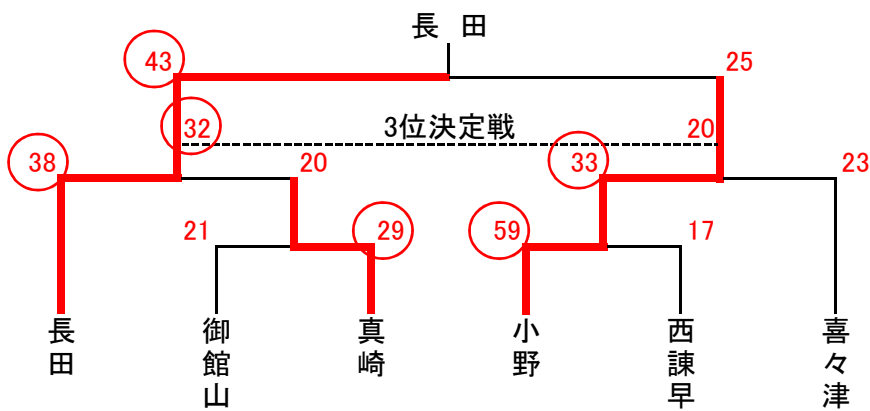 長田
43 25
32 3位決定戦 20
38 20 33 23
21 29 59 17
長田
御館山
真崎
小野
西諫早
喜々津